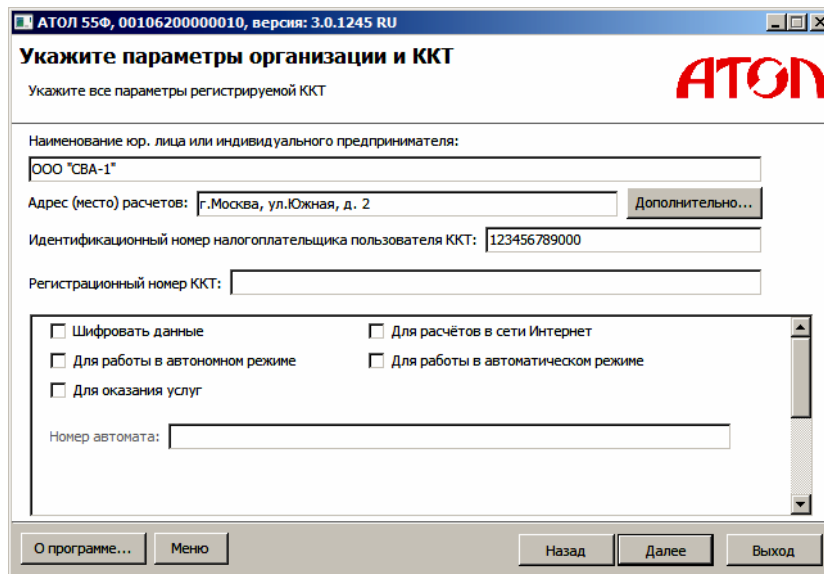 АТОЛ 55Ф, 00106200000010, версия: 3.0.1245 RU
Укажите параметры организации и ККТ
Укажите все параметры регистрируемой ККТ
АТОЛ
Наименование юр. лица или индивидуального предпринимателя:
ООО "СВА-1"
Адрес (место) расчетов: г.Москва, ул.Южная, д. 2 Дополнительно...
Идентификационный номер налогоплательщика пользователя ККТ: 123456789000
Регистрационный номер ККТ:
Шифровать данные Для расчётов в сети Интернет
Для работы в автономном режиме Для работы в автоматическом режиме
Для оказания услуг
Номер автомата:
О программе... Меню Назад Далее Выход